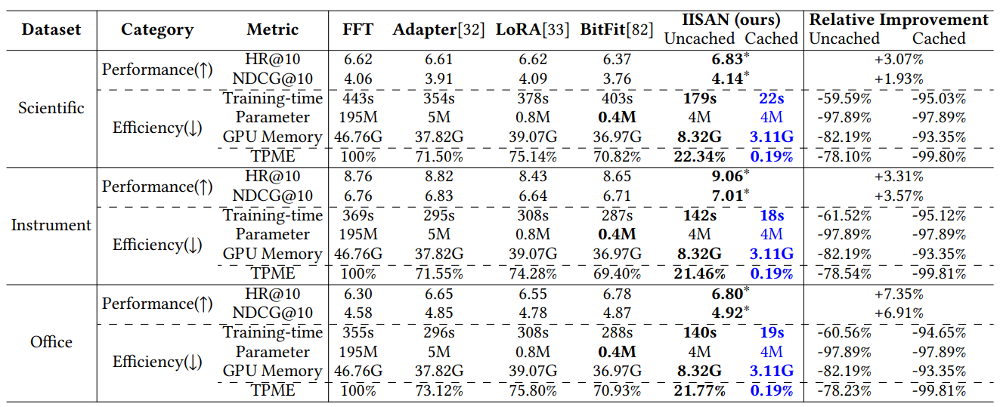 Dataset Category Metric FFT Adapter[32] LoRA[33] BitFit[82] IISAN (ours) Relative Improvement
Uncached Cached Uncached Cached
Scientific Performance(↑) HR@10 6.62 6.61 6.62 6.37 6.83* +3.07%
NDCG@10 4.06 3.91 4.09 3.76 4.14* +1.93%
Efficiency(↓) Training-time 443s 354s 378s 403s 179s 22s -59.59% -95.03%
Parameter 195M 5M 0.8M 0.4M 4M 4M -97.89% -97.89%
GPU Memory 46.76G 37.82G 39.07G 36.97G 8.32G 3.11G -82.19% -93.35%
TPME 100% 71.50% 75.14% 70.82% 22.34% 0.19% -78.10% -99.80%
Instrument Performance(↑) HR@10 8.76 8.82 8.43 8.65 9.06* +3.31%
NDCG@10 6.76 6.83 6.64 6.71 7.01* +3.57%
Efficiency(↓) Training-time 369s 295s 308s 287s 142s 18s -61.52% -95.12%
Parameter 195M 5M 0.8M 0.4M 4M 4M -97.89% -97.89%
GPU Memory 46.76G 37.82G 39.07G 36.97G 8.32G 3.11G -82.19% -93.35%
TPME 100% 71.55% 74.28% 69.40% 21.46% 0.19% -78.54% -99.81%
Office Performance(↑) HR@10 6.30 6.65 6.55 6.78 6.80* +7.35%
NDCG@10 4.58 4.85 4.78 4.87 4.92* +6.91%
Efficiency(↓) Training-time 355s 296s 308s 288s 140s 19s -60.56% -94.65%
Parameter 195M 5M 0.8M 0.4M 4M 4M -97.89% -97.89%
GPU Memory 46.76G 37.82G 39.07G 36.97G 8.32G 3.11G -82.19% -93.35%
TPME 100% 73.12% 75.80% 70.93% 21.77% 0.19% -78.23% -99.81%